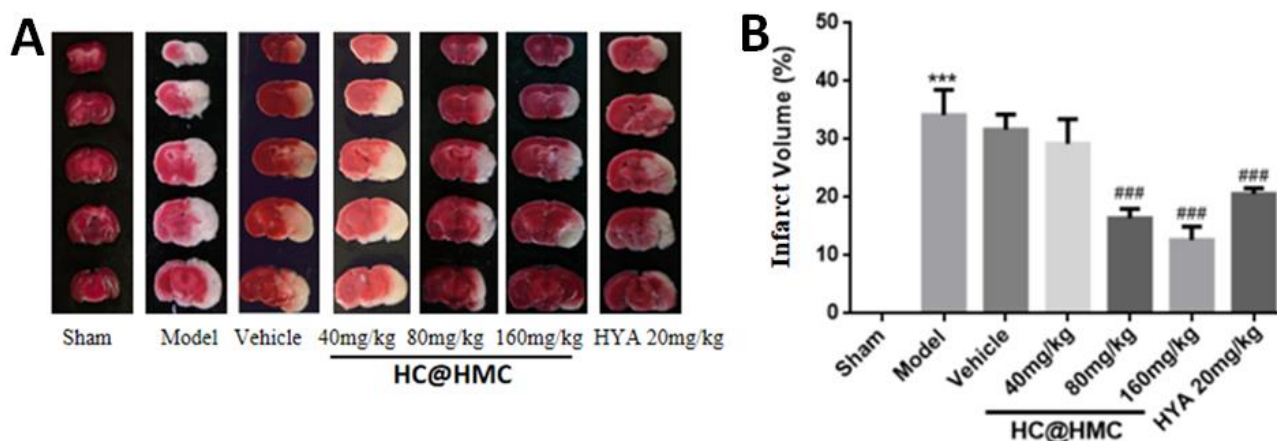 A
Sham Model Vehicle 40mg/kg 80mg/kg 160mg/kg HYA 20mg/kg
HC@HMC
B
Infarct Volume (%)
50
40
30
20
10
0
***
###
###
###
Sham
Model
Vehicle
40mg/kg
80mg/kg
160mg/kg
HYA 20mg/kg
HC@HMC